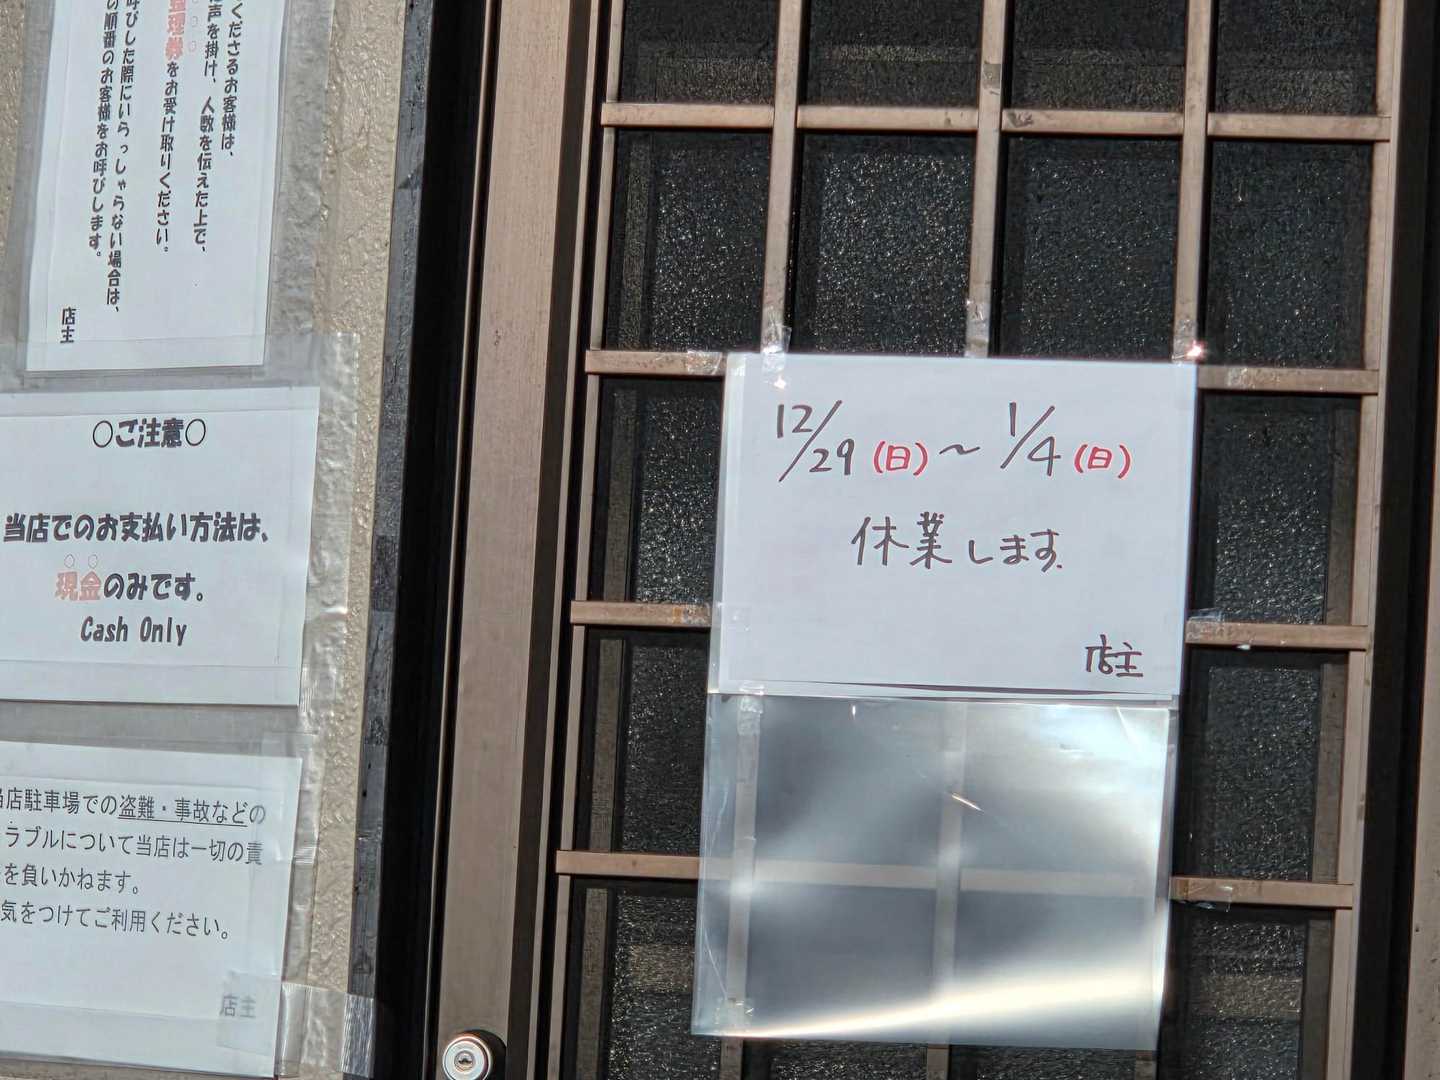 くださるお客様は、
声を掛け、人数を伝えた上で、
整理券をお受け取りください。
呼びした際にいらっしゃらない場合は、
の順番のお客様をお呼びします。
店主
○ご注意○
当店でのお支払い方法は、
現金のみです。
Cash Only
当店駐車場での盗難・事故などの
ラブルについて当店は一切の責
を負いかねます。
気をつけてご利用ください。
店主
12/29(日)～1/4(日)
休業します.
店主